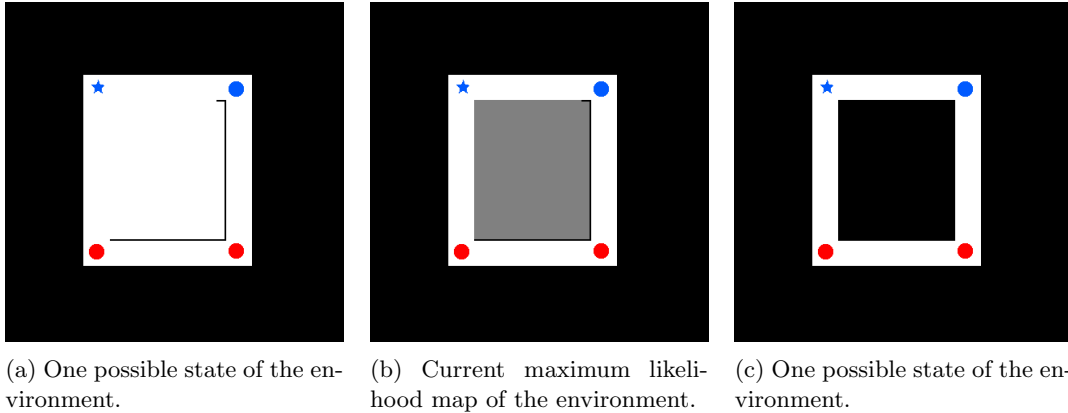 (a) One possible state of the en-
vironment.
(b) Current maximum likeli-
hood map of the environment.
(c) One possible state of the en-
vironment.